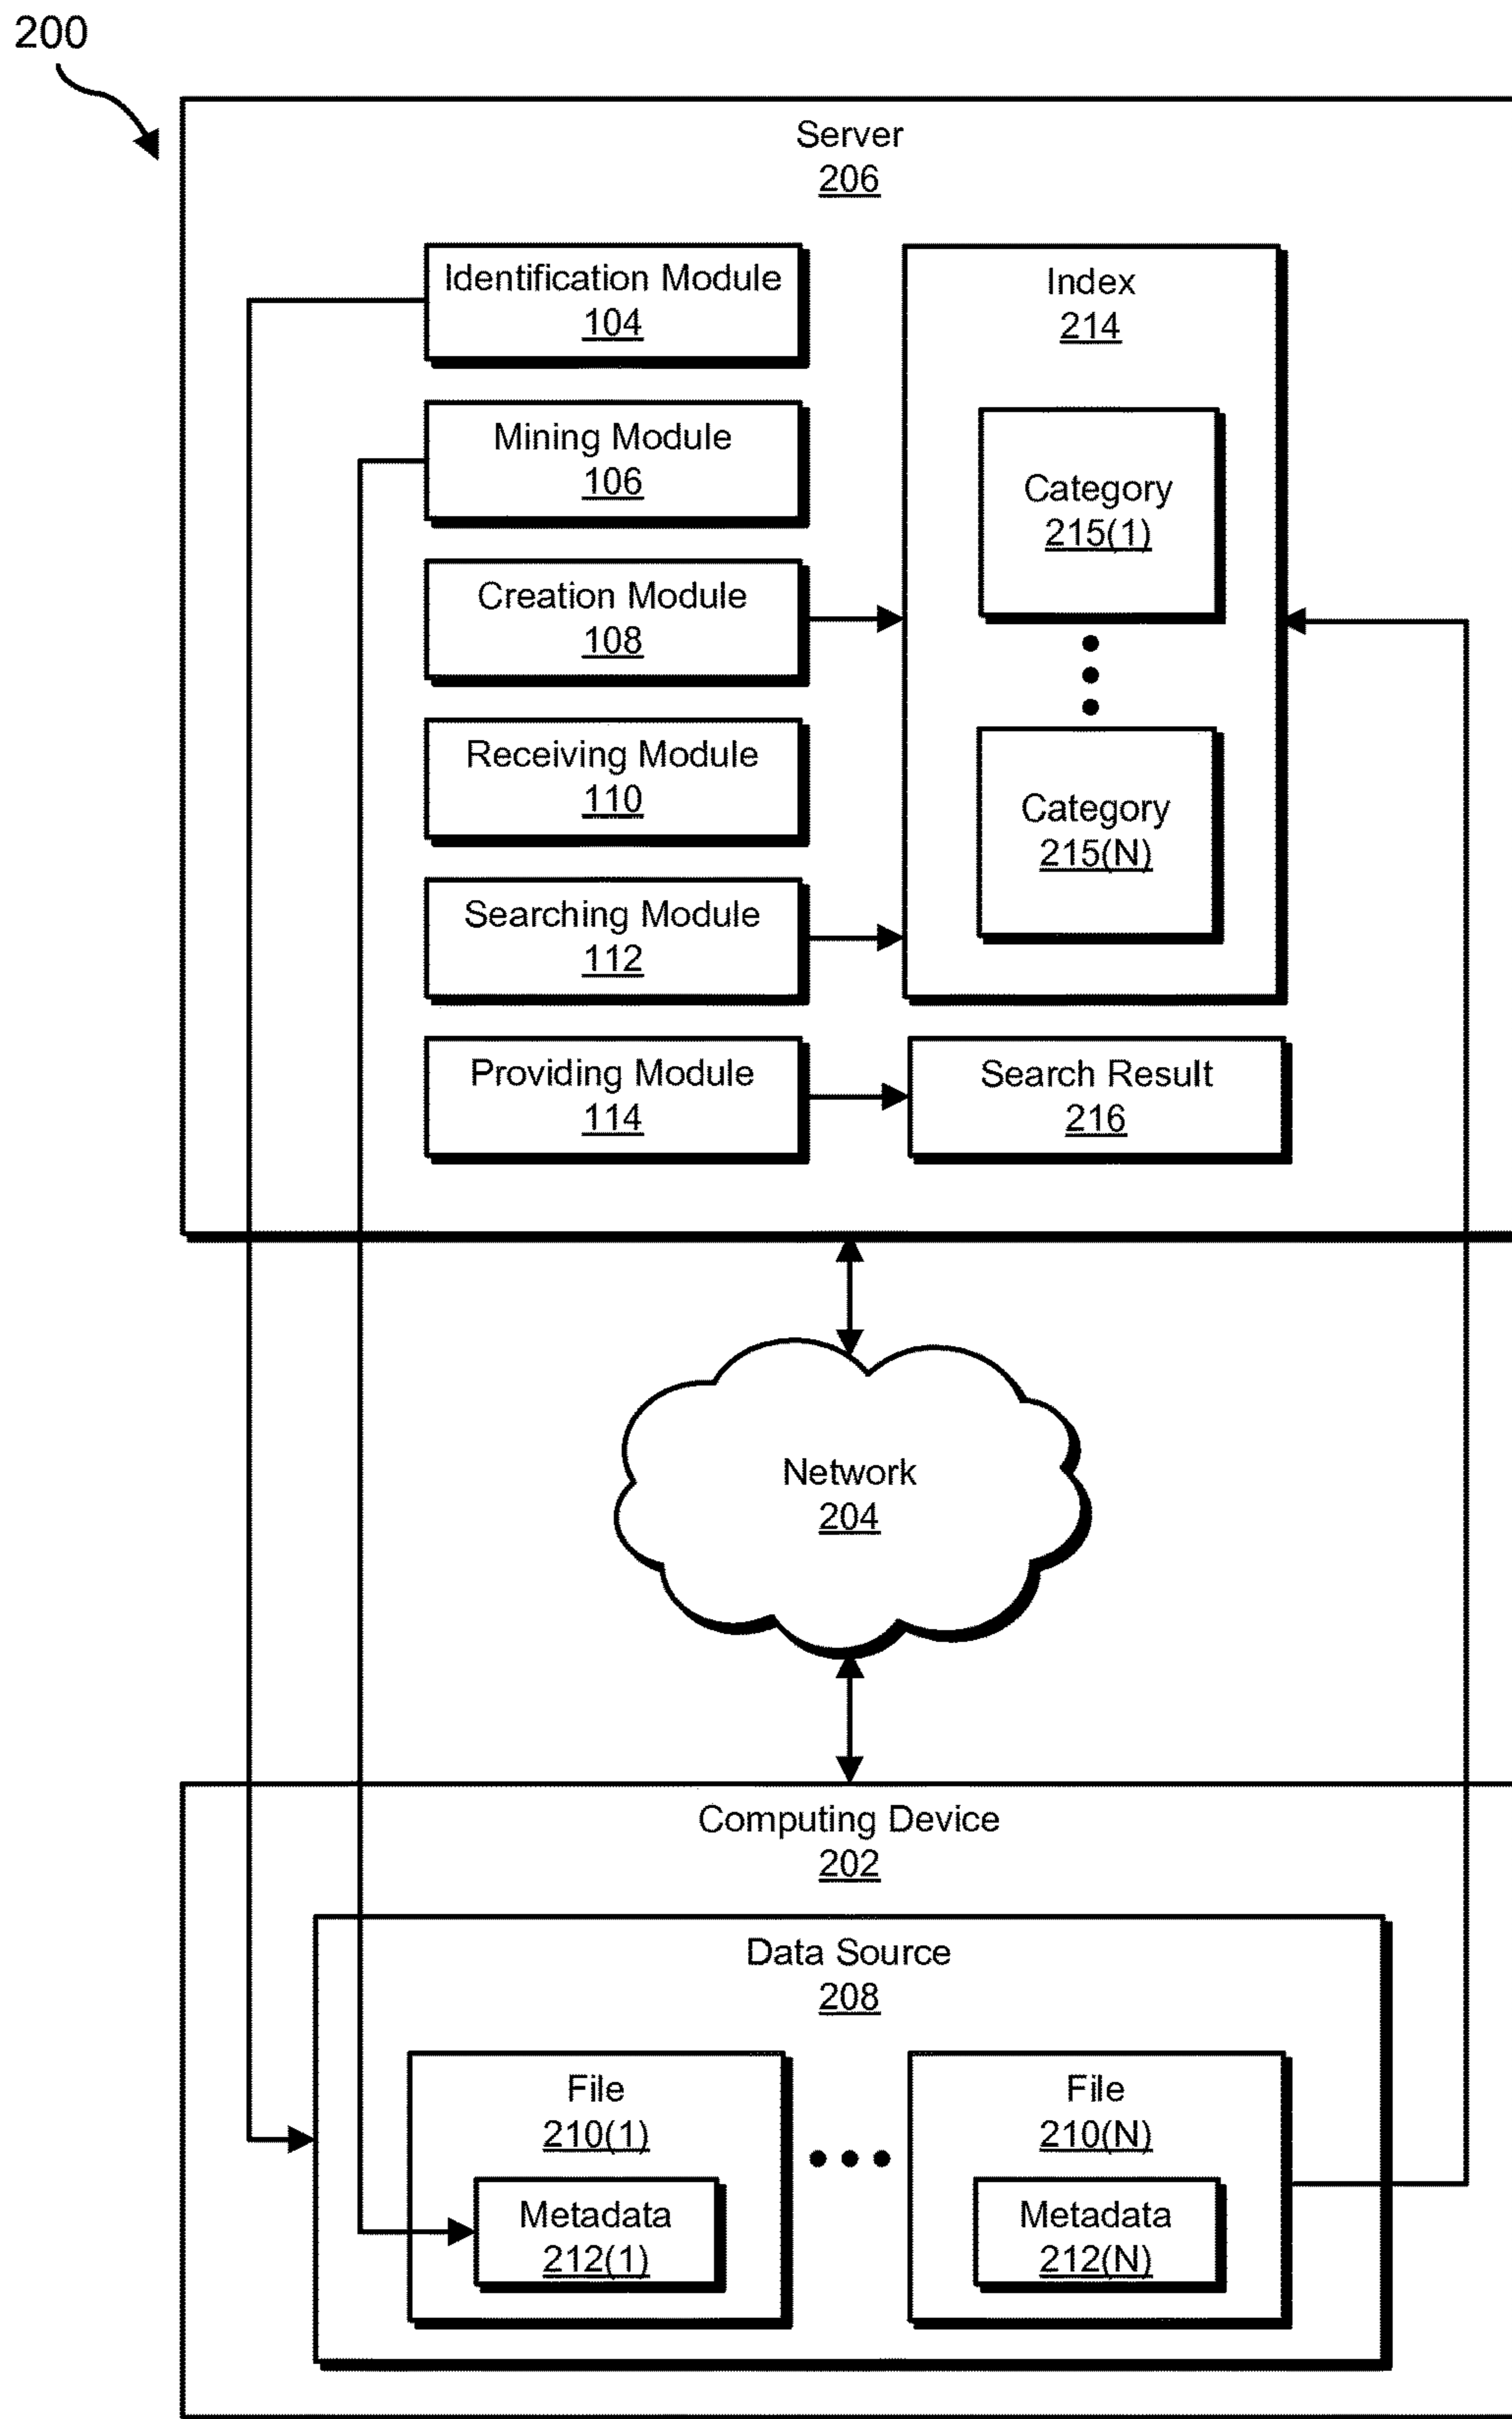 200
Server
206
Identification Module
104
Mining Module
106
Creation Module
108
Receiving Module
110
Searching Module
112
Providing Module
114
Index
214
Category
215(1)
Category
215(N)
Search Result
216
Network
204
Computing Device
202
Data Source
208
File
210(1)
Metadata
212(1)
File
210(N)
Metadata
212(N)